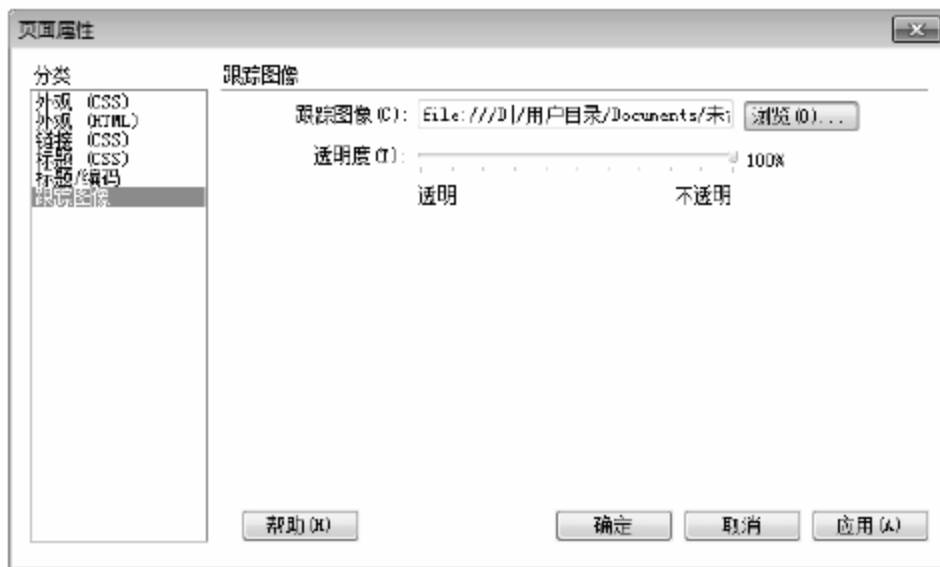 页面属性
分类
外观 (CSS)
外观 (HTML)
链接 (CSS)
标题 (CSS)
标题/编码
跟踪图像
跟踪图像
跟踪图像(C): file:///D|/用户目录/Documents/未 浏览(O)...
透明度(T): 100%
透明 不透明
帮助(H) 确定 取消 应用(A)